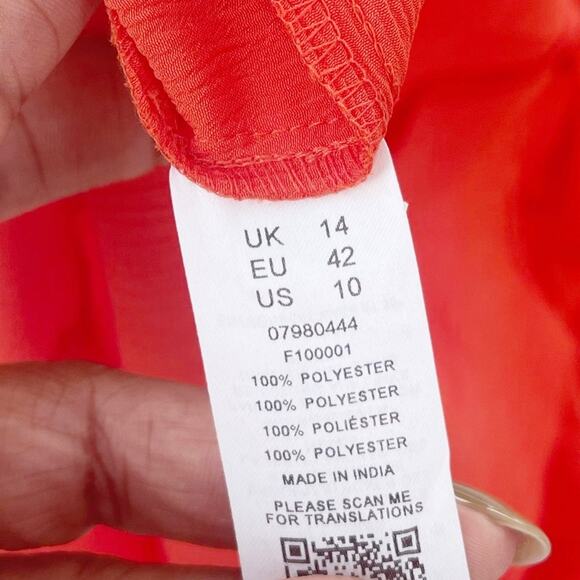 UK 14
EU 42
US 10
07980444
F100001
100% POLYESTER
100% POLYESTER
100% POLIÉSTER
100% POLYESTER
MADE IN INDIA
PLEASE SCAN ME
FOR TRANSLATIONS